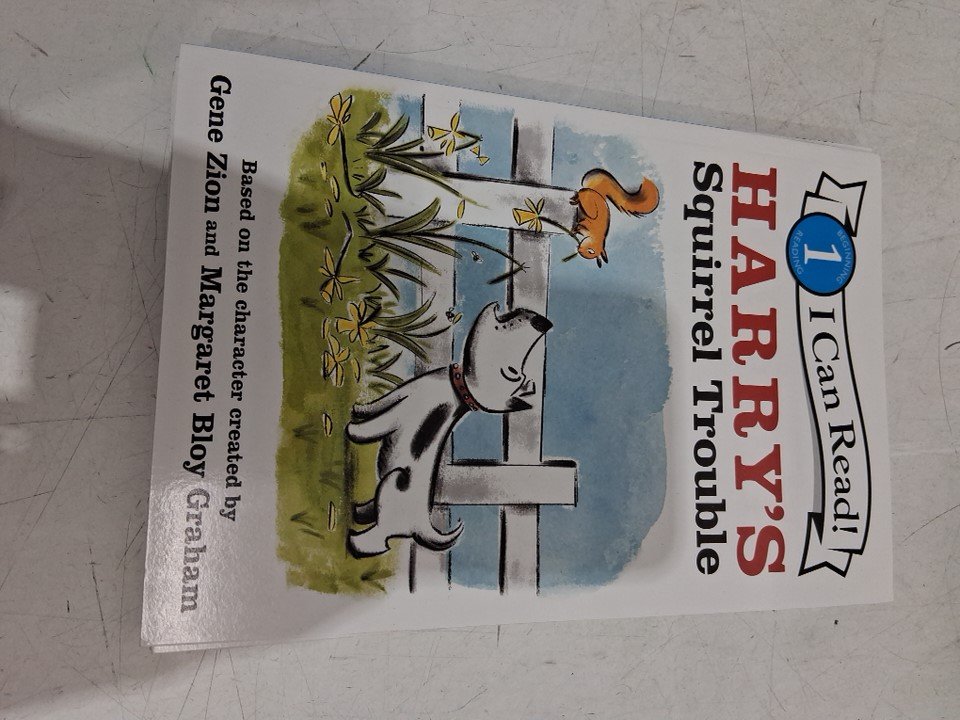 I Can Read!
1
BEGINNING
READING
HARRY'S
Squirrel Trouble
Based on the character created by
Gene Zion and Margaret Bloy Graham